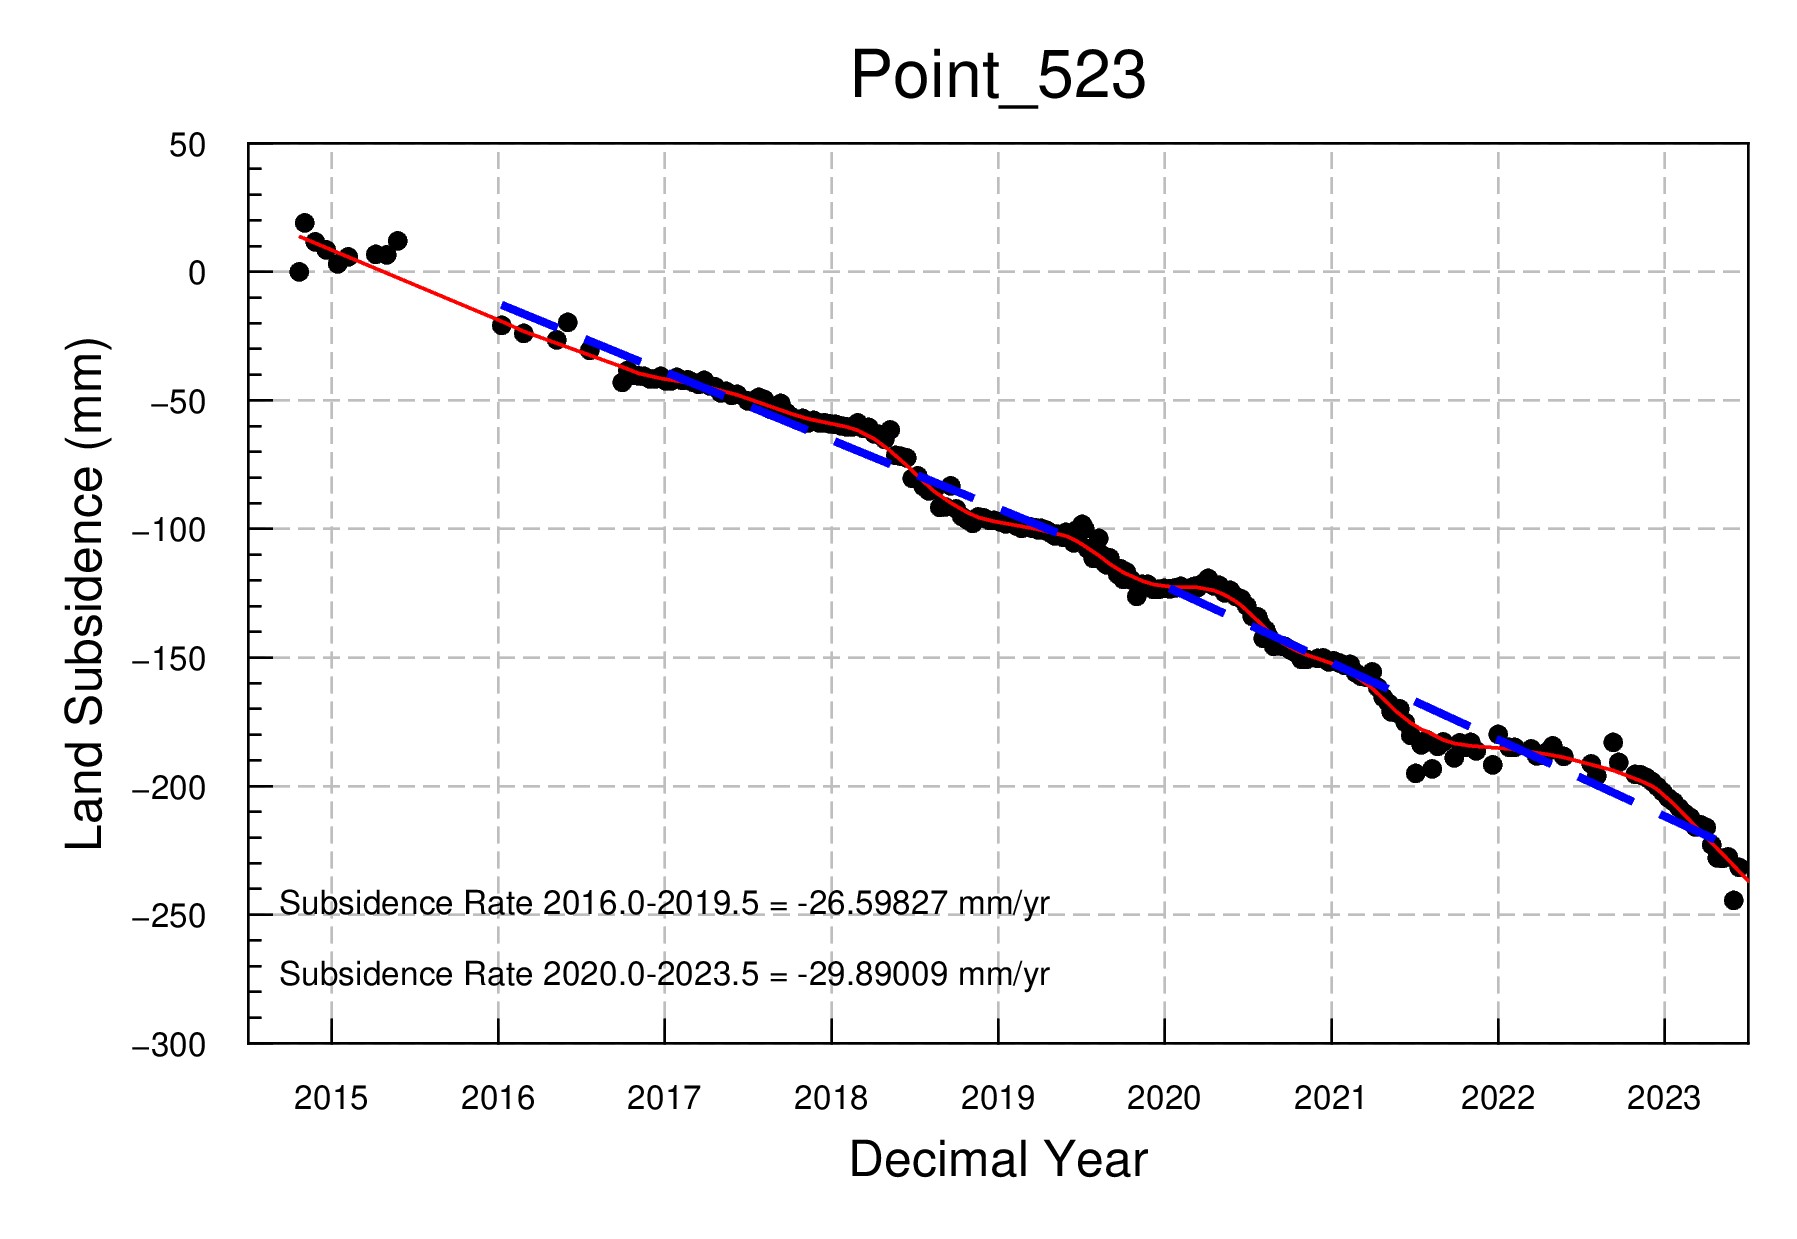 Point_523
50
0
−50
−100
−150
−200
−250
−300
Land Subsidence (mm)
Subsidence Rate 2016.0-2019.5 = -26.59827 mm/yr
Subsidence Rate 2020.0-2023.5 = -29.89009 mm/yr
2015 2016 2017 2018 2019 2020 2021 2022 2023
Decimal Year